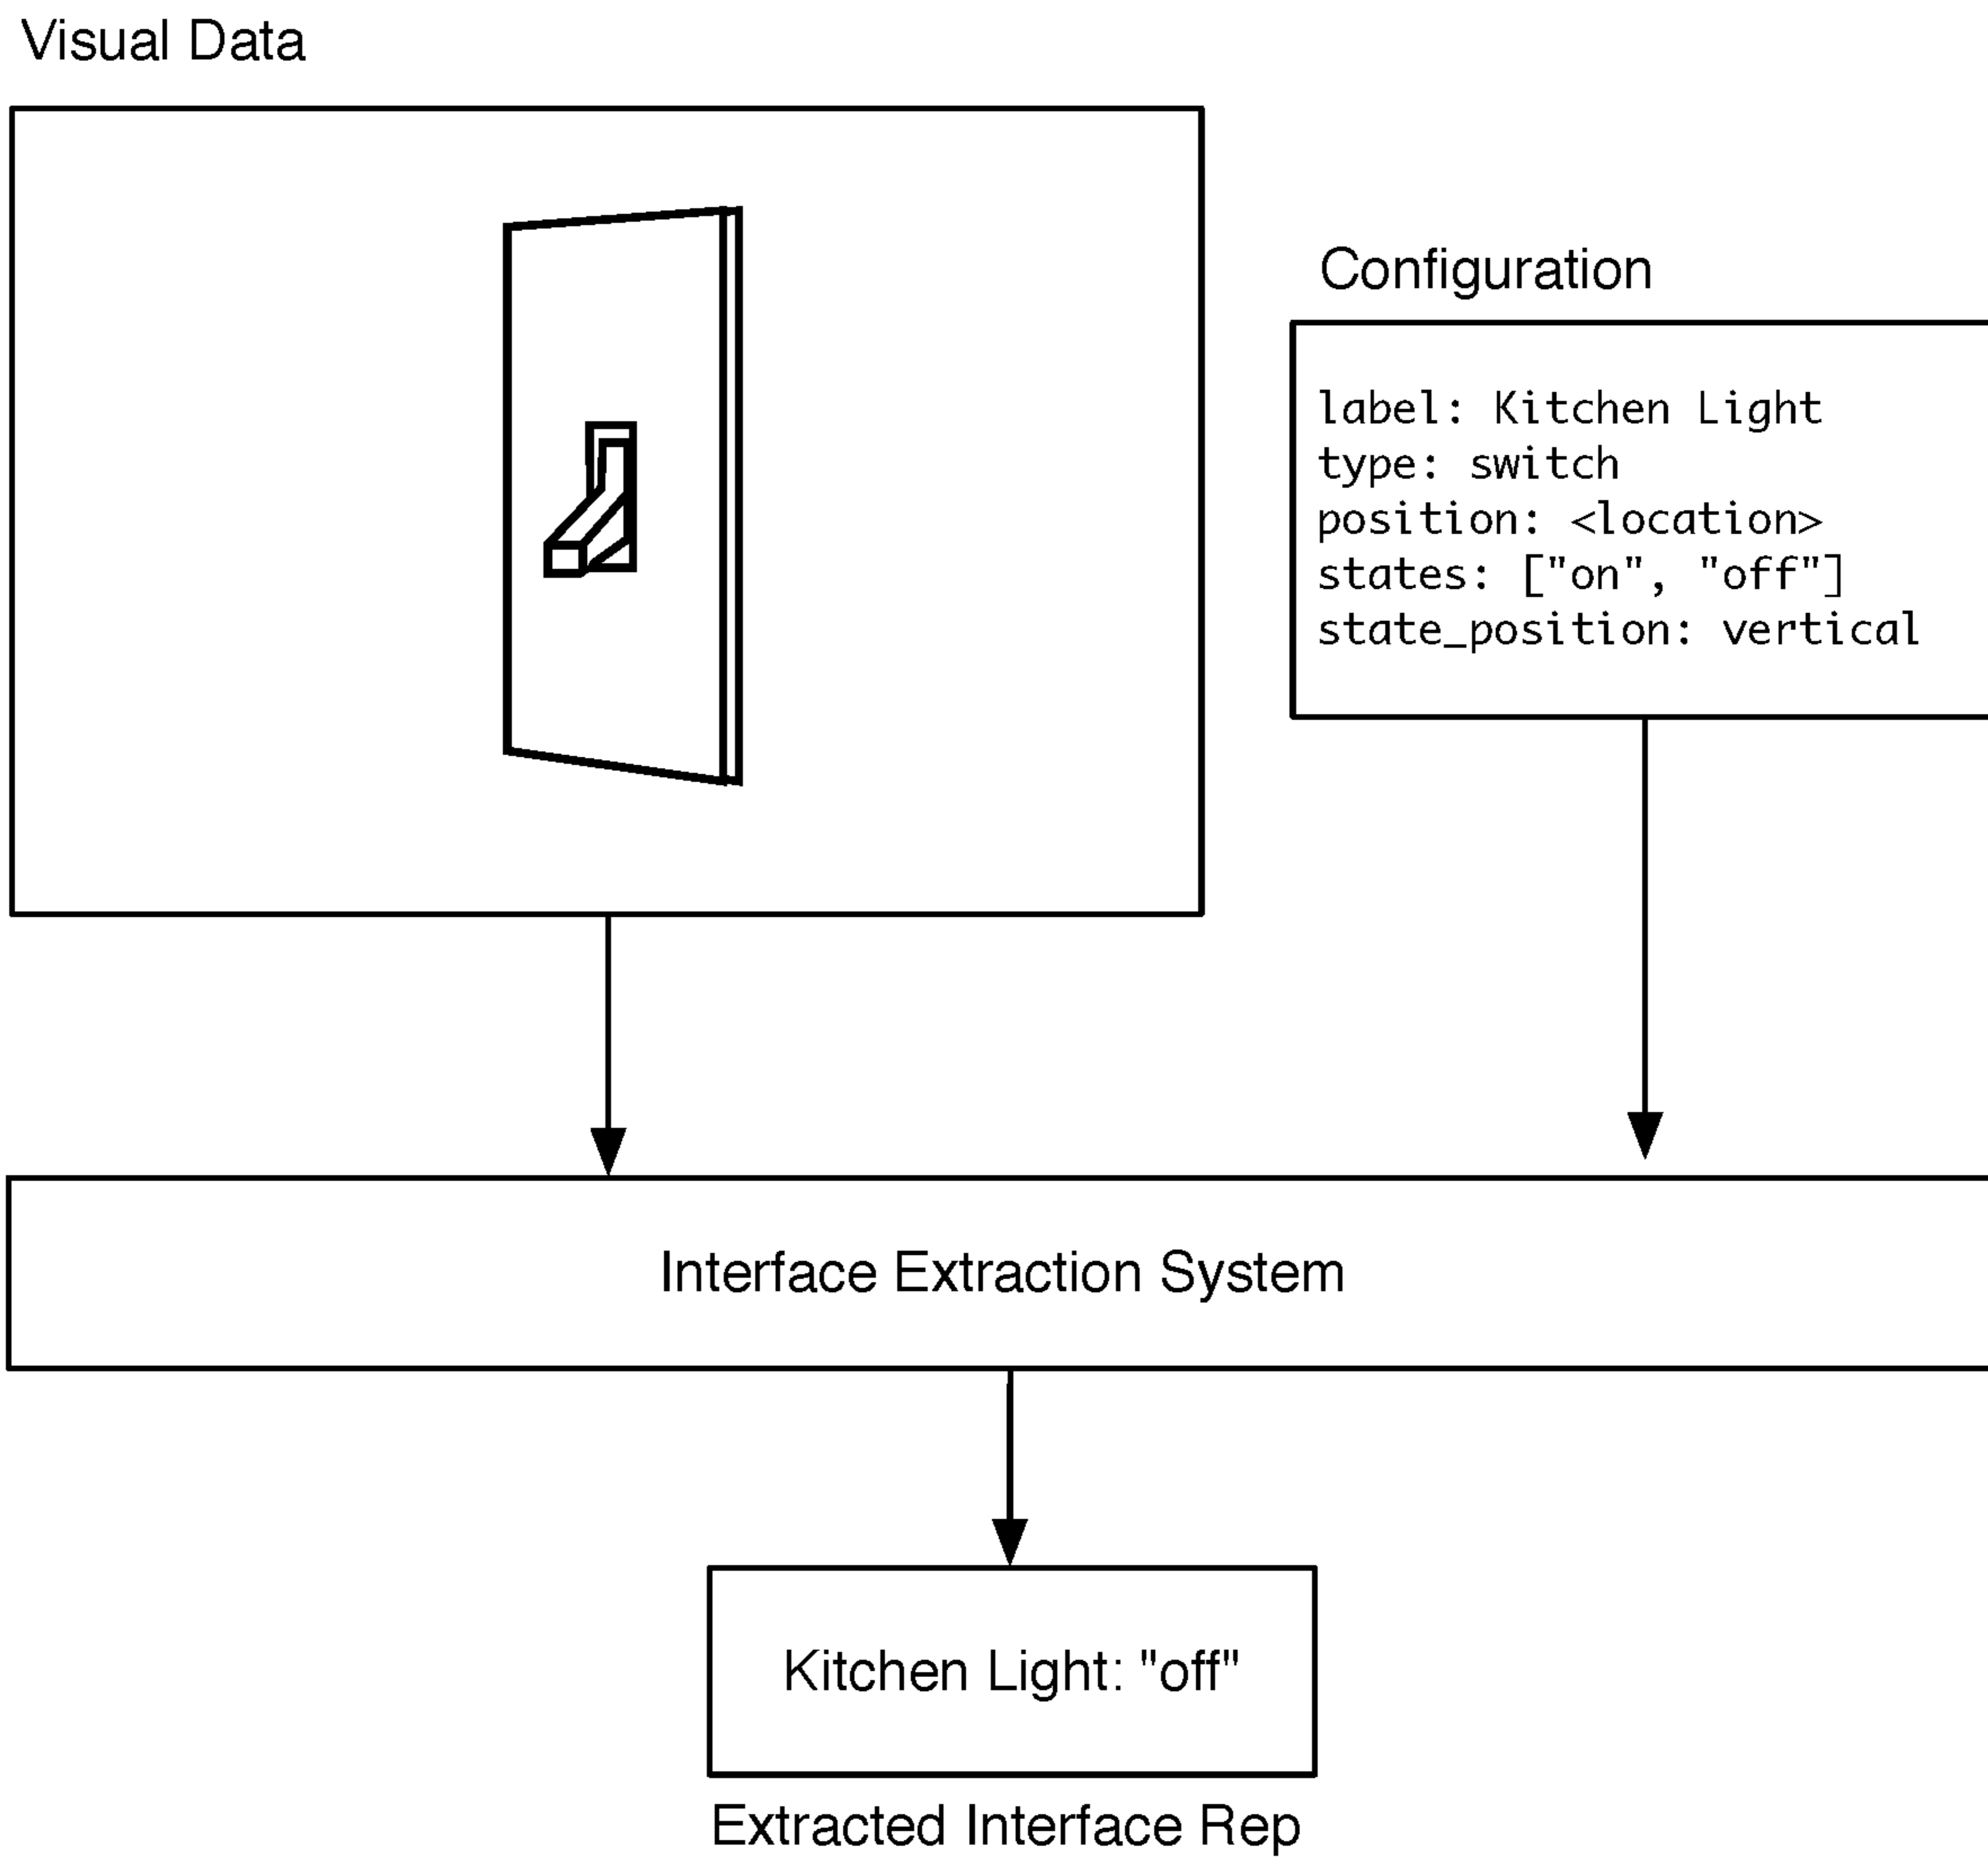 Visual Data
Configuration
label: Kitchen Light
type: switch
position: <location>
states: ["on", "off"]
state_position: vertical
Interface Extraction System
Kitchen Light: "off"
Extracted Interface Rep